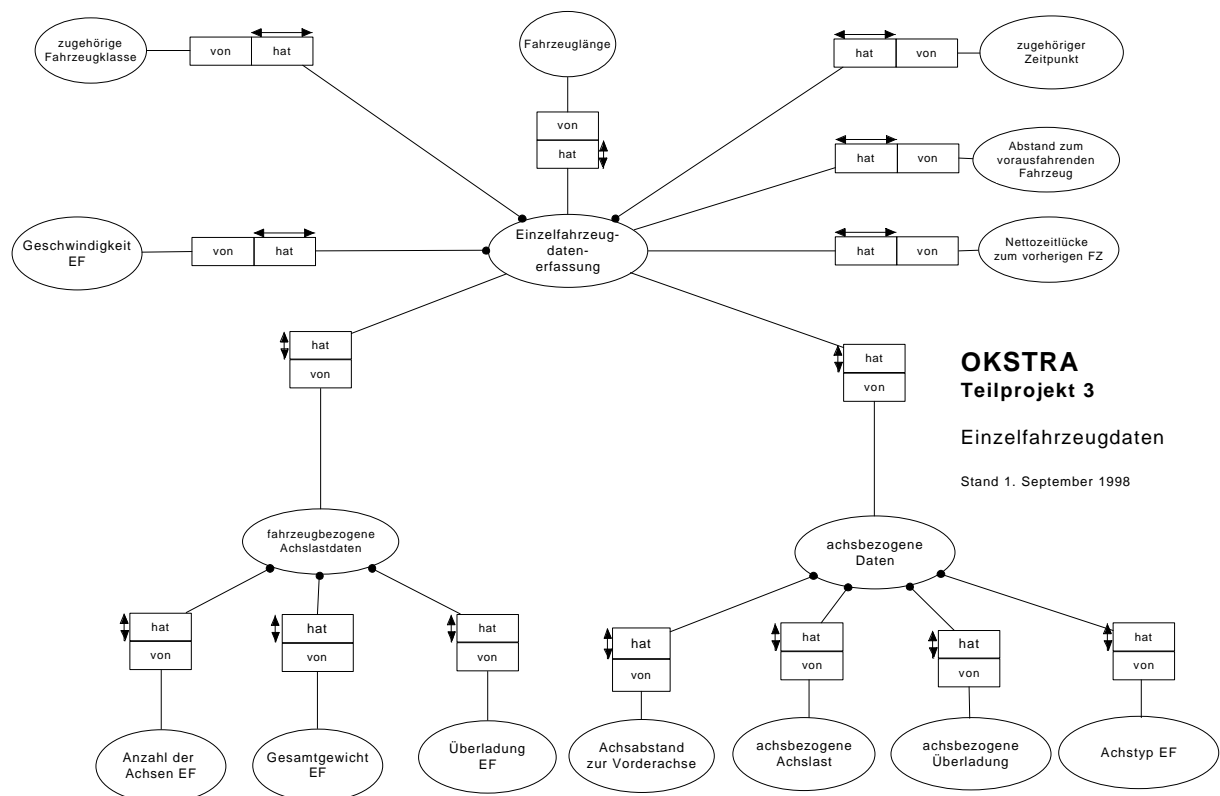 zugehörige
Fahrzeugklasse
von
hat
Fahrzeuglänge
von
hat
hat
von
zugehöriger
Zeitpunkt
hat
von
Abstand zum
vorausfahrenden
Fahrzeug
Geschwindigkeit
EF
von
hat
Einzelfahrzeug-
daten-
erfassung
hat
von
Nettozeitlücke
zum vorherigen FZ
hat
von
hat
von
OKSTRA
Teilprojekt 3
Einzelfahrzeugdaten
Stand 1. September 1998
fahrzeugbezogene
Achslastdaten
achsbezogene
Daten
hat
von
hat
von
hat
von
hat
von
hat
von
hat
von
hat
von
Anzahl der
Achsen EF
Gesamtgewicht
EF
Überladung
EF
Achsabstand
zur Vorderachse
achsbezogene
Achslast
achsbezogene
Überladung
Achstyp EF